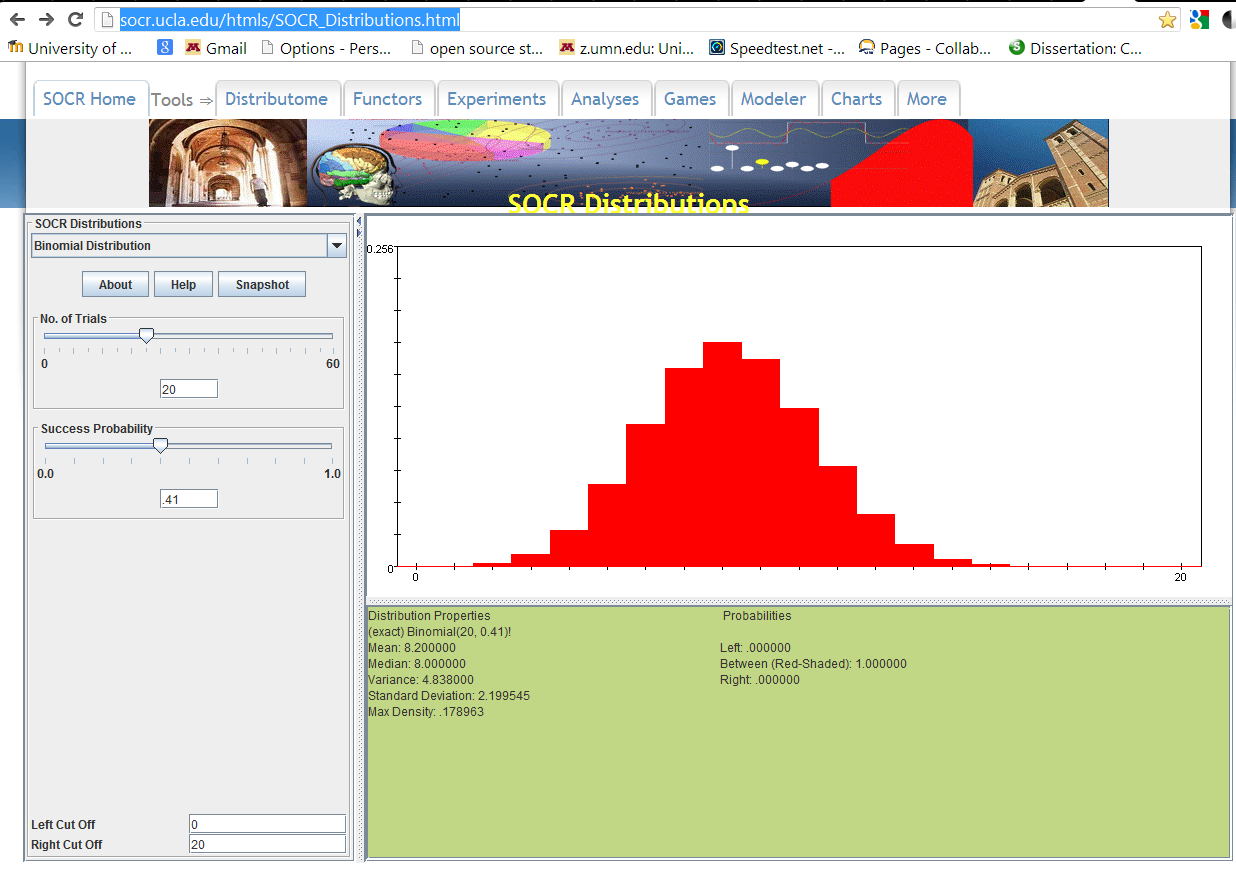 socr.ucla.edu/htmls/SOCR_Distributions.html
University of ... Gmail Options - Pers... open source st... z.umn.edu: Uni... Speedtest.net -... Pages - Collab... Dissertation: C...
SOCR Home Tools ⇒ Distributome Functors Experiments Analyses Games Modeler Charts More
SOCR Distributions
SOCR Distributions
Binomial Distribution
About Help Snapshot
No. of Trials
0 60
20
Success Probability
0.0 1.0
.41
Left Cut Off 0
Right Cut Off 20
0.256
0
0 20
Distribution Properties Probabilities
(exact) Binomial(20, 0.41)!
Mean: 8.200000 Left: .000000
Median: 8.000000 Between (Red-Shaded): 1.000000
Variance: 4.838000 Right: .000000
Standard Deviation: 2.199545
Max Density: .178963